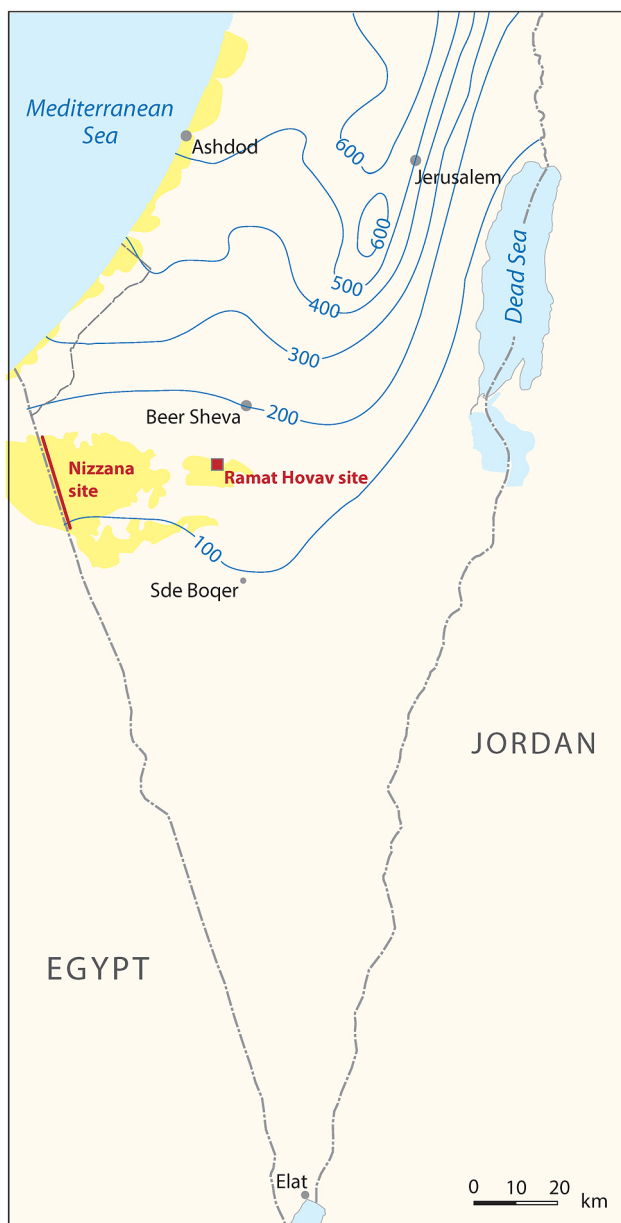 Mediterranean
Sea
Ashdod
600
Jerusalem
600
Dead Sea
500
400
300
Beer Sheva
200
Nizzana
site
Ramat Hovav site
100
Sde Boqer
JORDAN
EGYPT
Elat
0 10 20
km